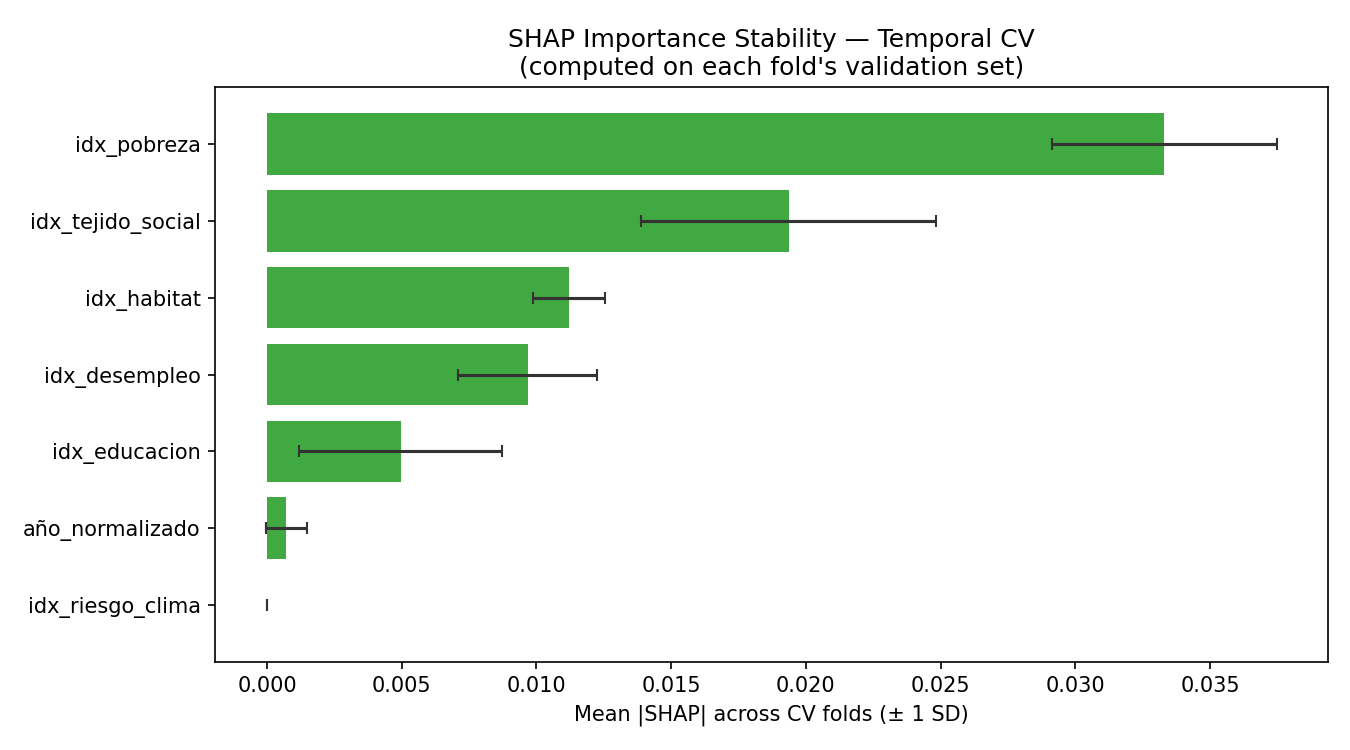 SHAP Importance Stability — Temporal CV
(computed on each fold's validation set)
idx_pobreza
idx_tejido_social
idx_habitat
idx_desempleo
idx_educacion
año_normalizado
idx_riesgo_clima
0.000 0.005 0.010 0.015 0.020 0.025 0.030 0.035
Mean |SHAP| across CV folds (± 1 SD)